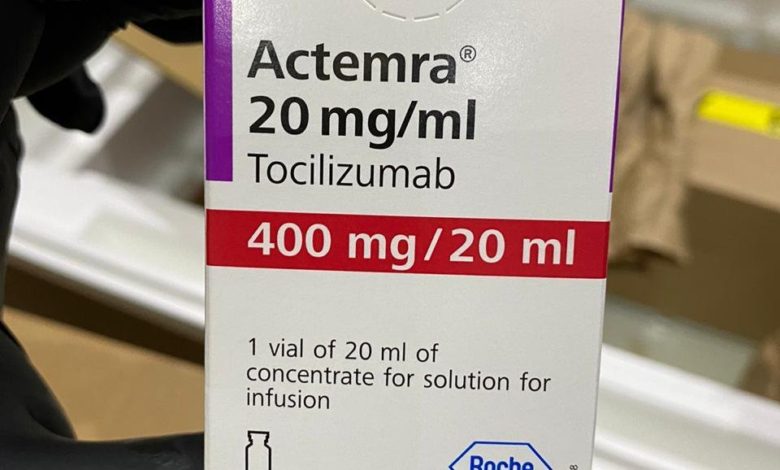 Actemra®
20 mg/ml
Tocilizumab
400 mg/20 ml
1 vial of 20 ml of
concentrate for solution for
infusion
Roche